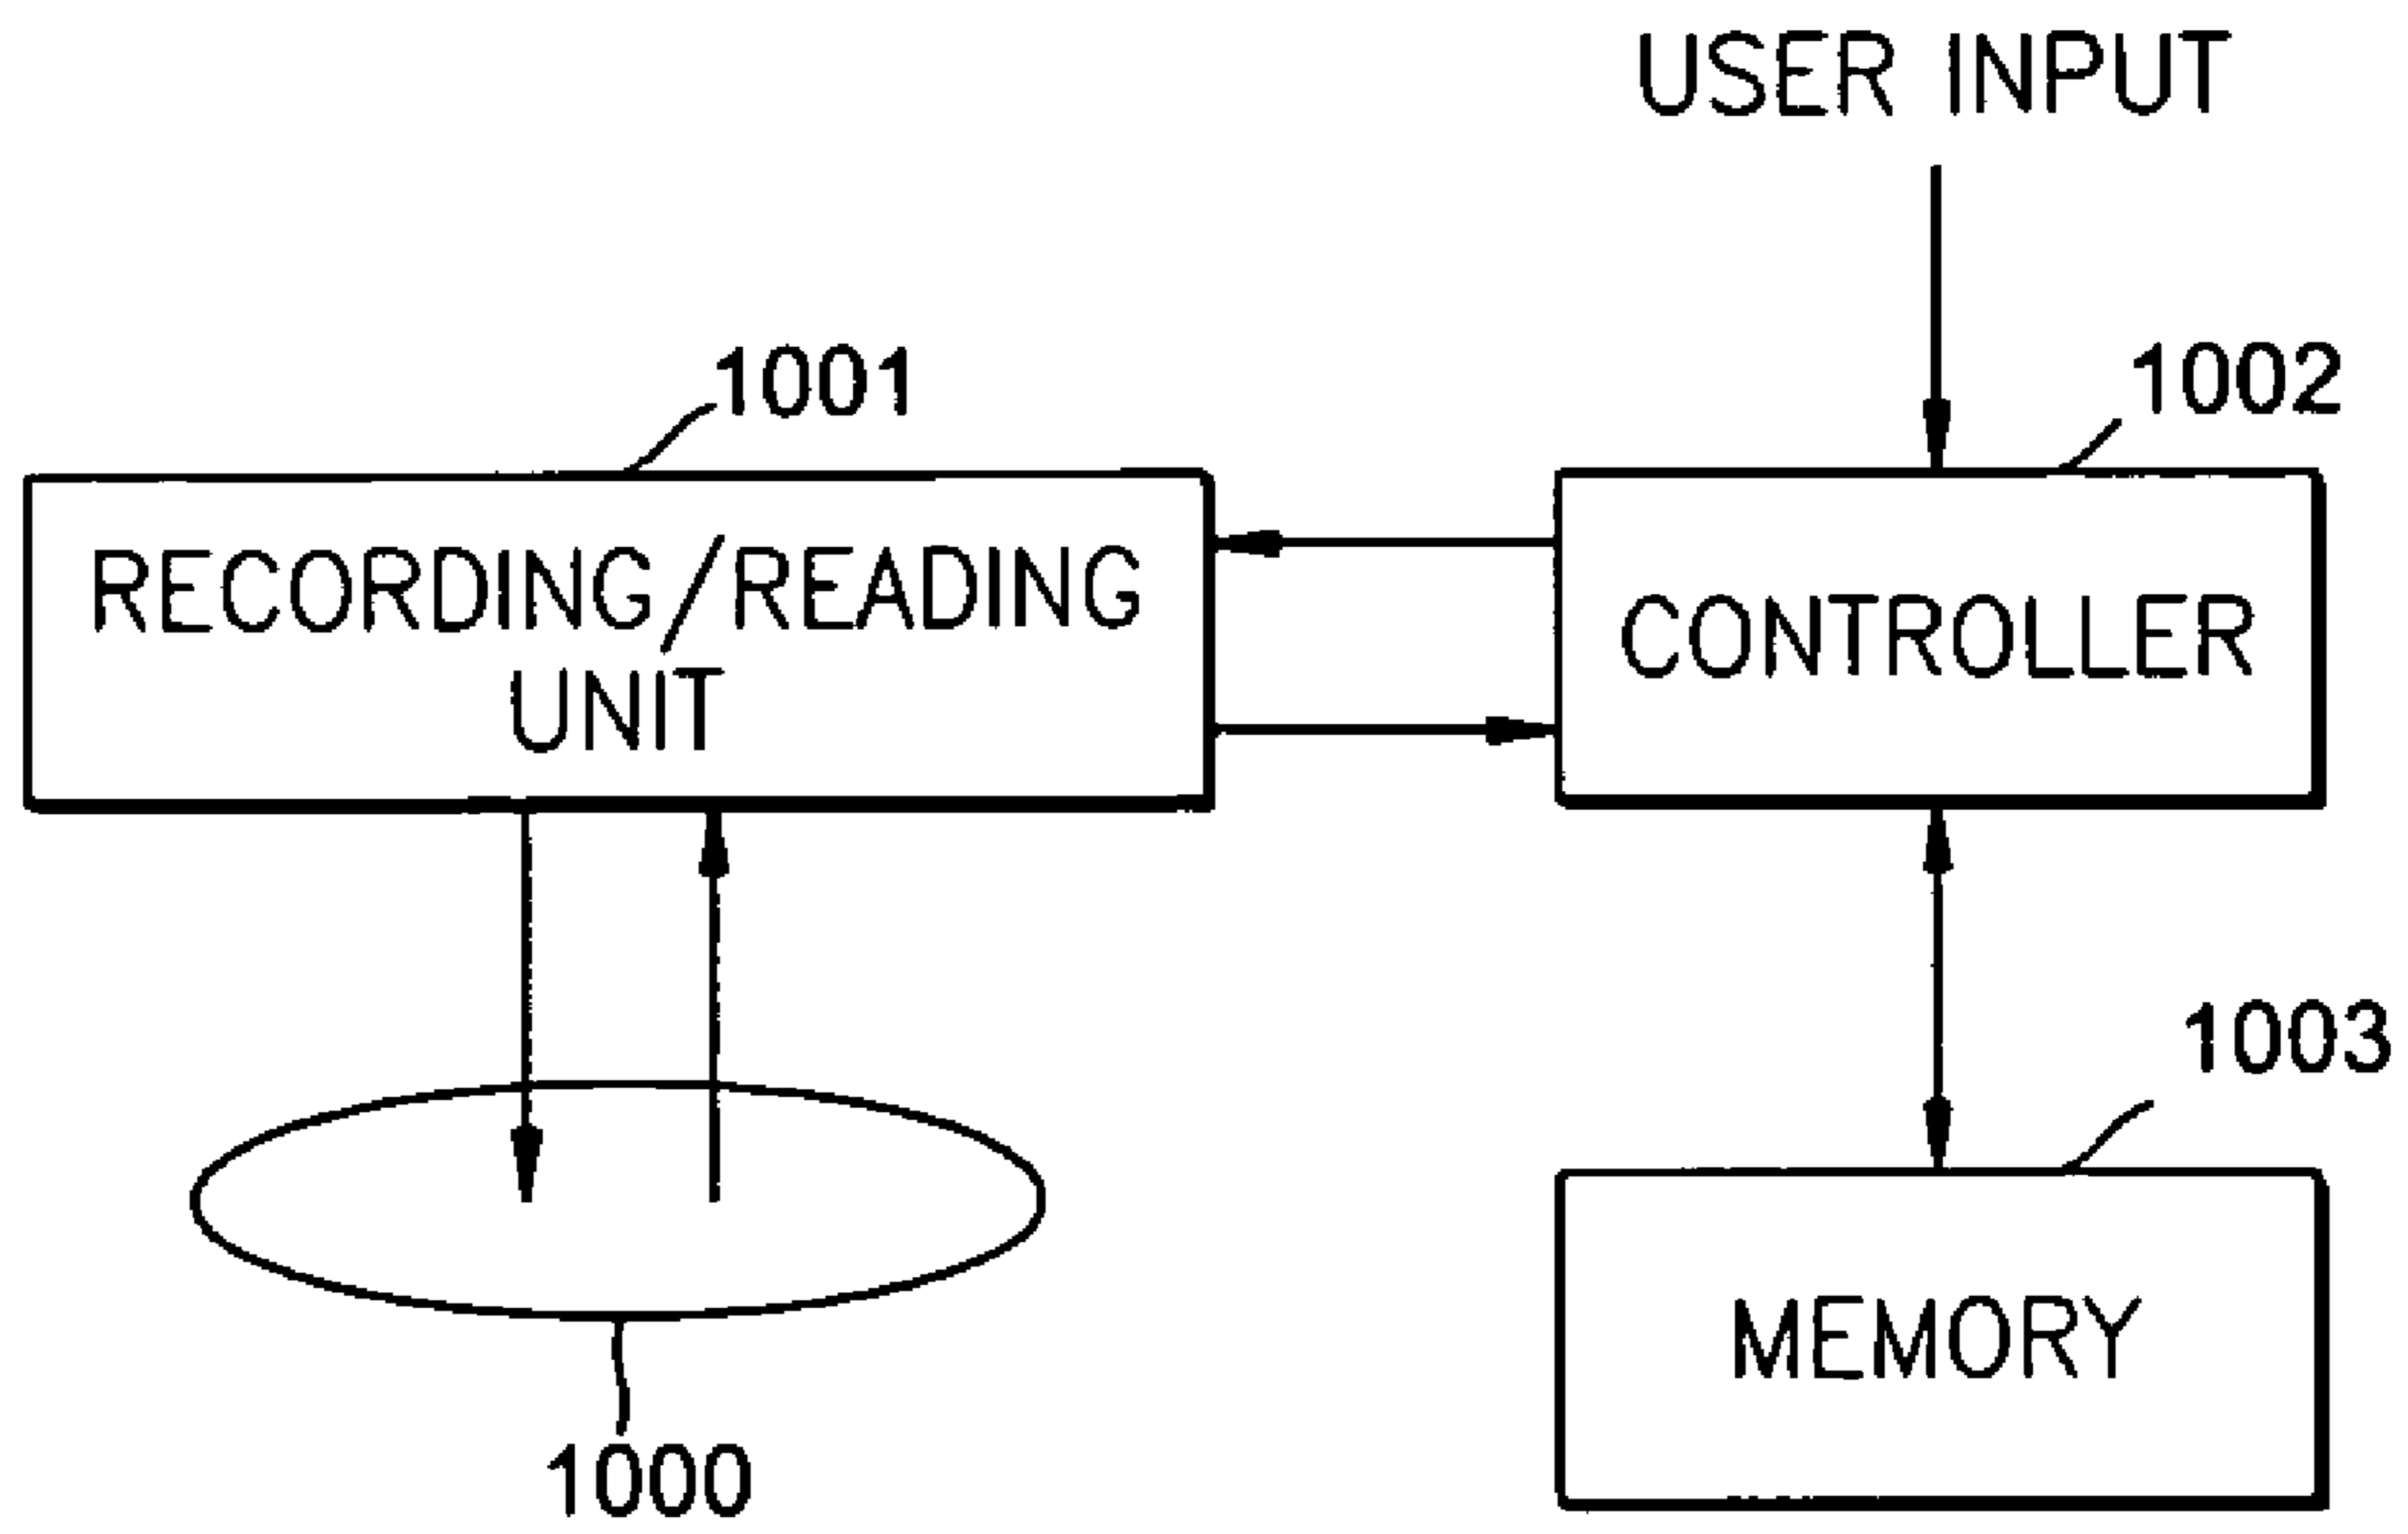 USER INPUT
1001
1002
RECORDING/READING
UNIT
CONTROLLER
1003
MEMORY
1000